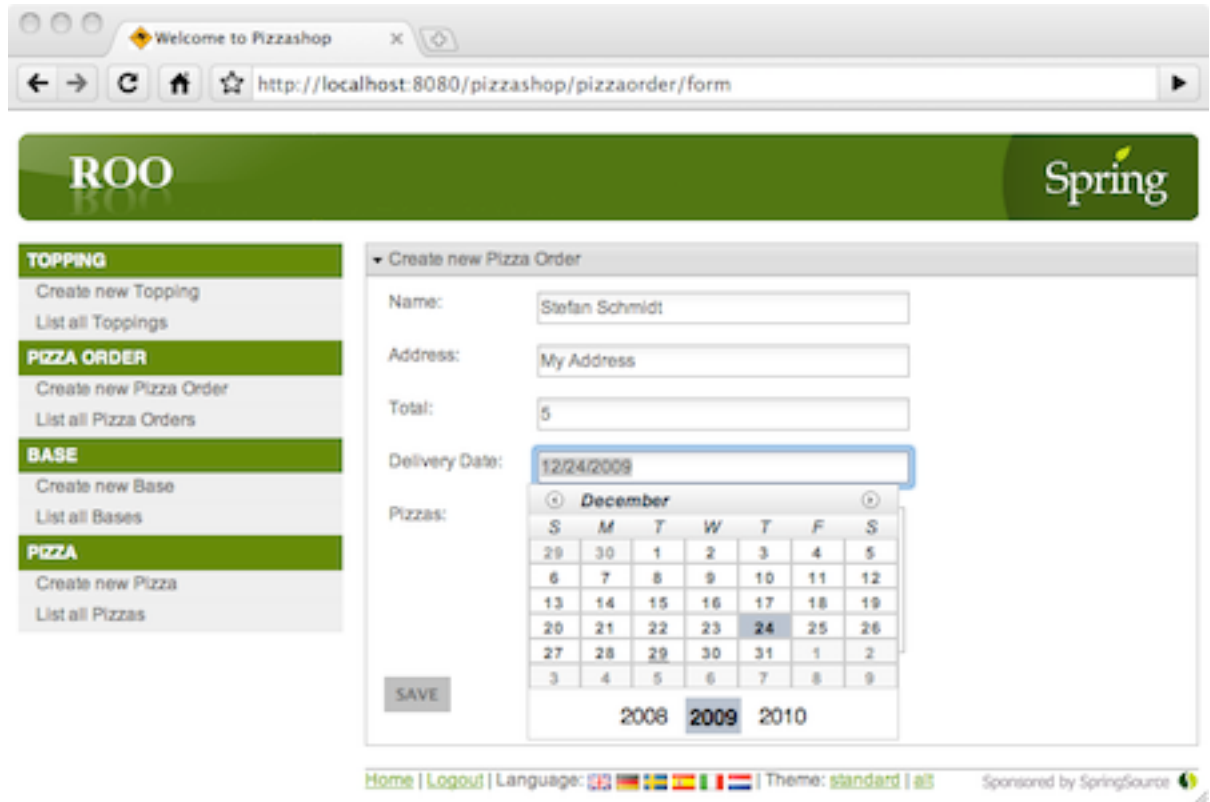 Welcome to Pizzashop
http://localhost:8080/pizzashop/pizzaorder/form
ROO
Spring
TOPPING
Create new Topping
List all Toppings
PIZZA ORDER
Create new Pizza Order
List all Pizza Orders
BASE
Create new Base
List all Bases
PIZZA
Create new Pizza
List all Pizzas
Create new Pizza Order
Name: Stefan Schmidt
Address: My Address
Total: 5
Delivery Date: 12/24/2009
Pizzas:
December
S M T W T F S
29 30 1 2 3 4 5
6 7 8 9 10 11 12
13 14 15 16 17 18 19
20 21 22 23 24 25 26
27 28 29 30 31 1 2
3 4 5 6 7 8 9
2008 2009 2010
SAVE
Home | Logout | Language: | Theme: standard | alt
Sponsored by SpringSource